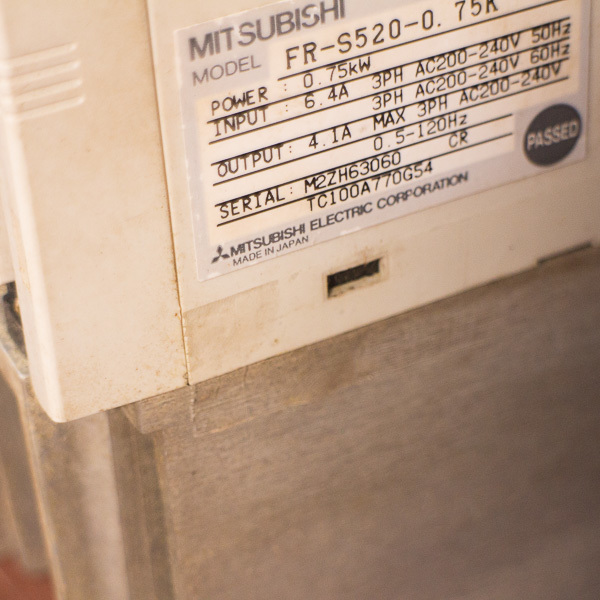 MITSUBISHI
MODEL FR-S520-0.75K
POWER : 0.75kW
INPUT : 6.4A 3PH AC200-240V 50Hz
3PH AC200-240V 60Hz
OUTPUT: 4.1A MAX 3PH AC200-240V
0.5-120Hz
SERIAL: M2ZH63060 CR
TC100A770G54
PASSED
MITSUBISHI ELECTRIC CORPORATION
MADE IN JAPAN